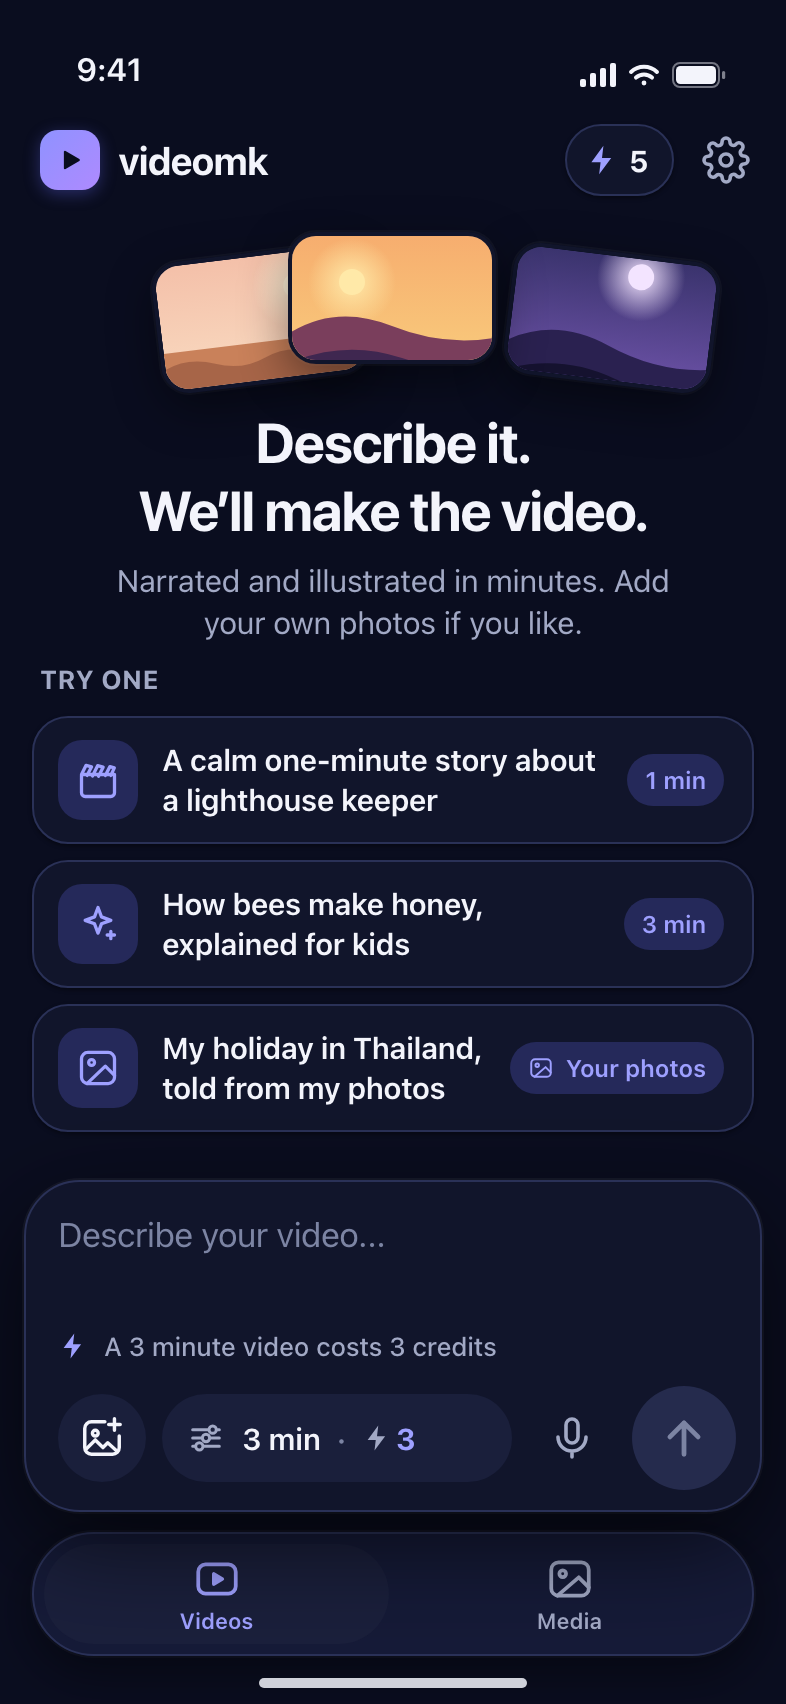 9:41
videomk
5
Describe it.
We'll make the video.
Narrated and illustrated in minutes. Add
your own photos if you like.
TRY ONE
A calm one-minute story about
a lighthouse keeper
1 min
How bees make honey,
explained for kids
3 min
My holiday in Thailand,
told from my photos
Your photos
Describe your video...
A 3 minute video costs 3 credits
3 min · 3
Videos
Media